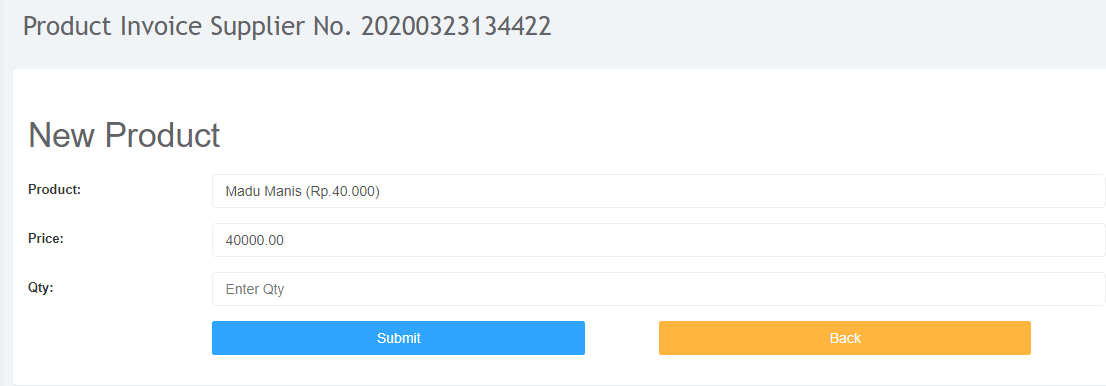 Product Invoice Supplier No. 20200323134422
New Product
Product: Madu Manis (Rp.40.000)
Price: 40000.00
Qty: Enter Qty
Submit Back